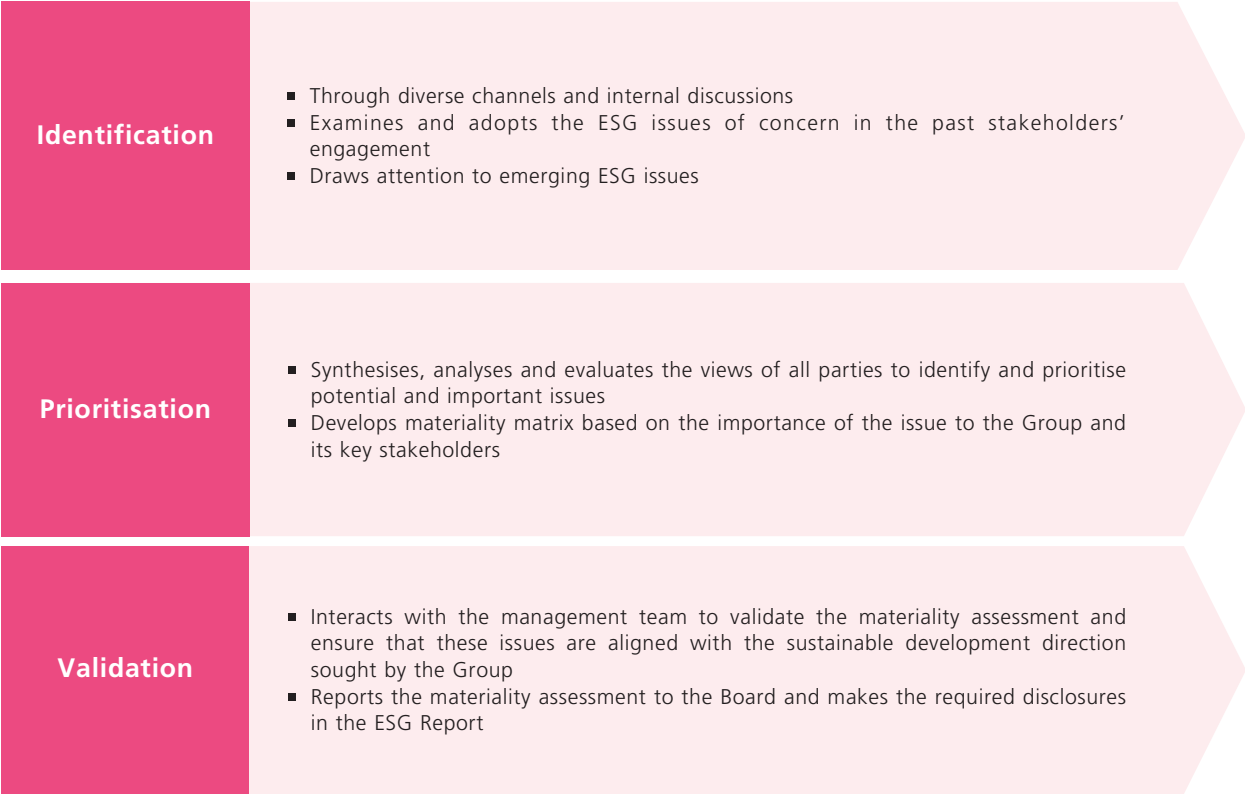 Identification
■ Through diverse channels and internal discussions
■ Examines and adopts the ESG issues of concern in the past stakeholders’
engagement
■ Draws attention to emerging ESG issues
Prioritisation
■ Synthesises, analyses and evaluates the views of all parties to identify and prioritise
potential and important issues
■ Develops materiality matrix based on the importance of the issue to the Group and
its key stakeholders
Validation
■ Interacts with the management team to validate the materiality assessment and
ensure that these issues are aligned with the sustainable development direction
sought by the Group
■ Reports the materiality assessment to the Board and makes the required disclosures
in the ESG Report